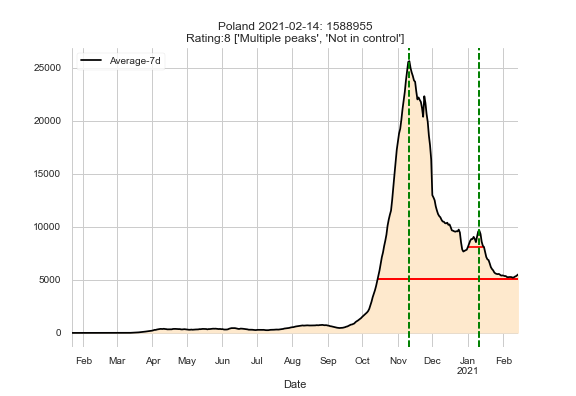 Poland 2021-02-14: 1588955
Rating:8 ['Multiple peaks', 'Not in control']
Average-7d
25000
20000
15000
10000
5000
0
Feb Mar Apr May Jun Jul Aug Sep Oct Nov Dec Jan Feb
2021
Date